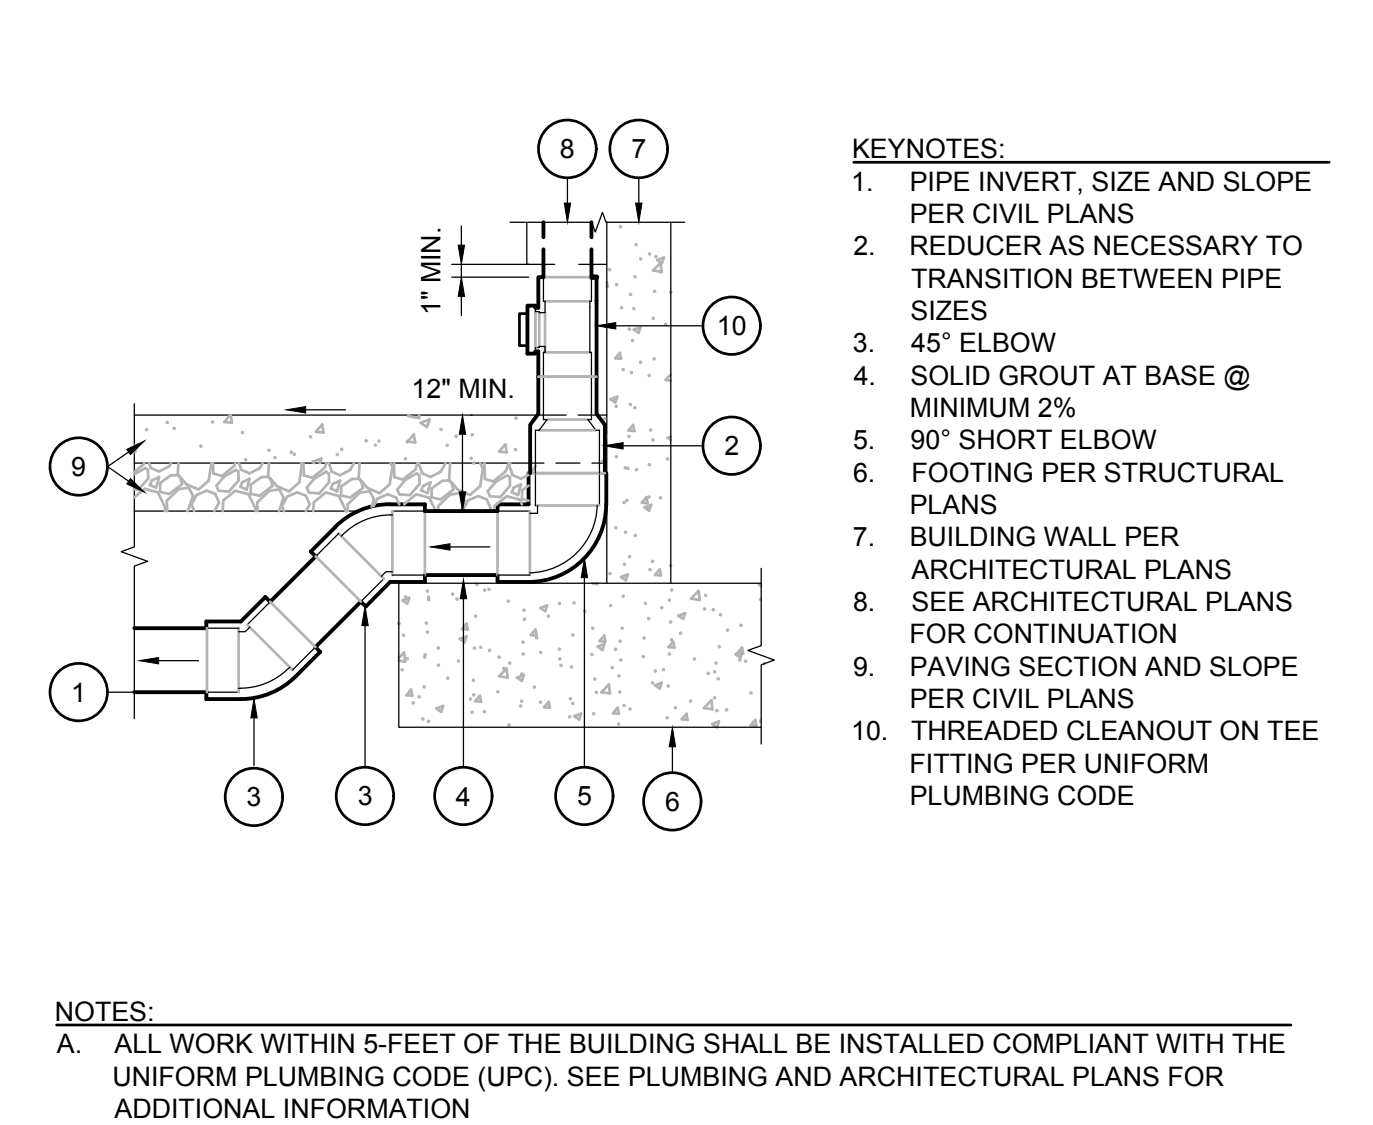 8
7
1" MIN.
10
12" MIN.
9
2
1
3
3
4
5
6
KEYNOTES:
1. PIPE INVERT, SIZE AND SLOPE
PER CIVIL PLANS
2. REDUCER AS NECESSARY TO
TRANSITION BETWEEN PIPE
SIZES
3. 45° ELBOW
4. SOLID GROUT AT BASE @
MINIMUM 2%
5. 90° SHORT ELBOW
6. FOOTING PER STRUCTURAL
PLANS
7. BUILDING WALL PER
ARCHITECTURAL PLANS
8. SEE ARCHITECTURAL PLANS
FOR CONTINUATION
9. PAVING SECTION AND SLOPE
PER CIVIL PLANS
10. THREADED CLEANOUT ON TEE
FITTING PER UNIFORM
PLUMBING CODE
NOTES:
A. ALL WORK WITHIN 5-FEET OF THE BUILDING SHALL BE INSTALLED COMPLIANT WITH THE
UNIFORM PLUMBING CODE (UPC). SEE PLUMBING AND ARCHITECTURAL PLANS FOR
ADDITIONAL INFORMATION